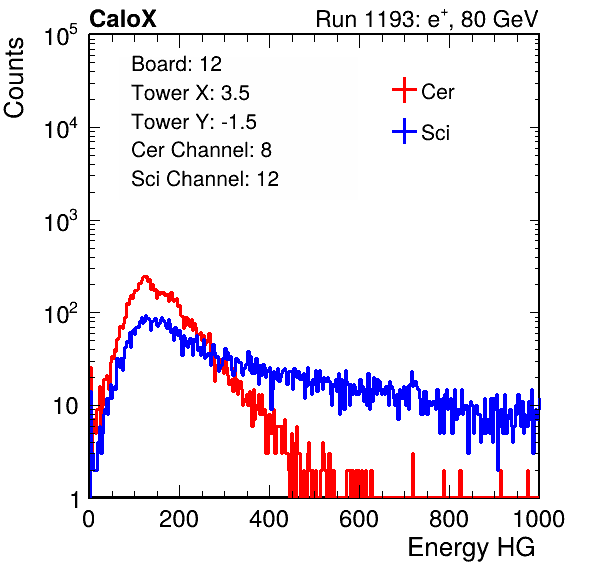 CaloX Run 1193: e⁺, 80 GeV
Counts
10⁵
10⁴
10³
10²
10
1
Board: 12
Tower X: 3.5
Tower Y: -1.5
Cer Channel: 8
Sci Channel: 12
Cer
Sci
0 200 400 600 800 1000
Energy HG